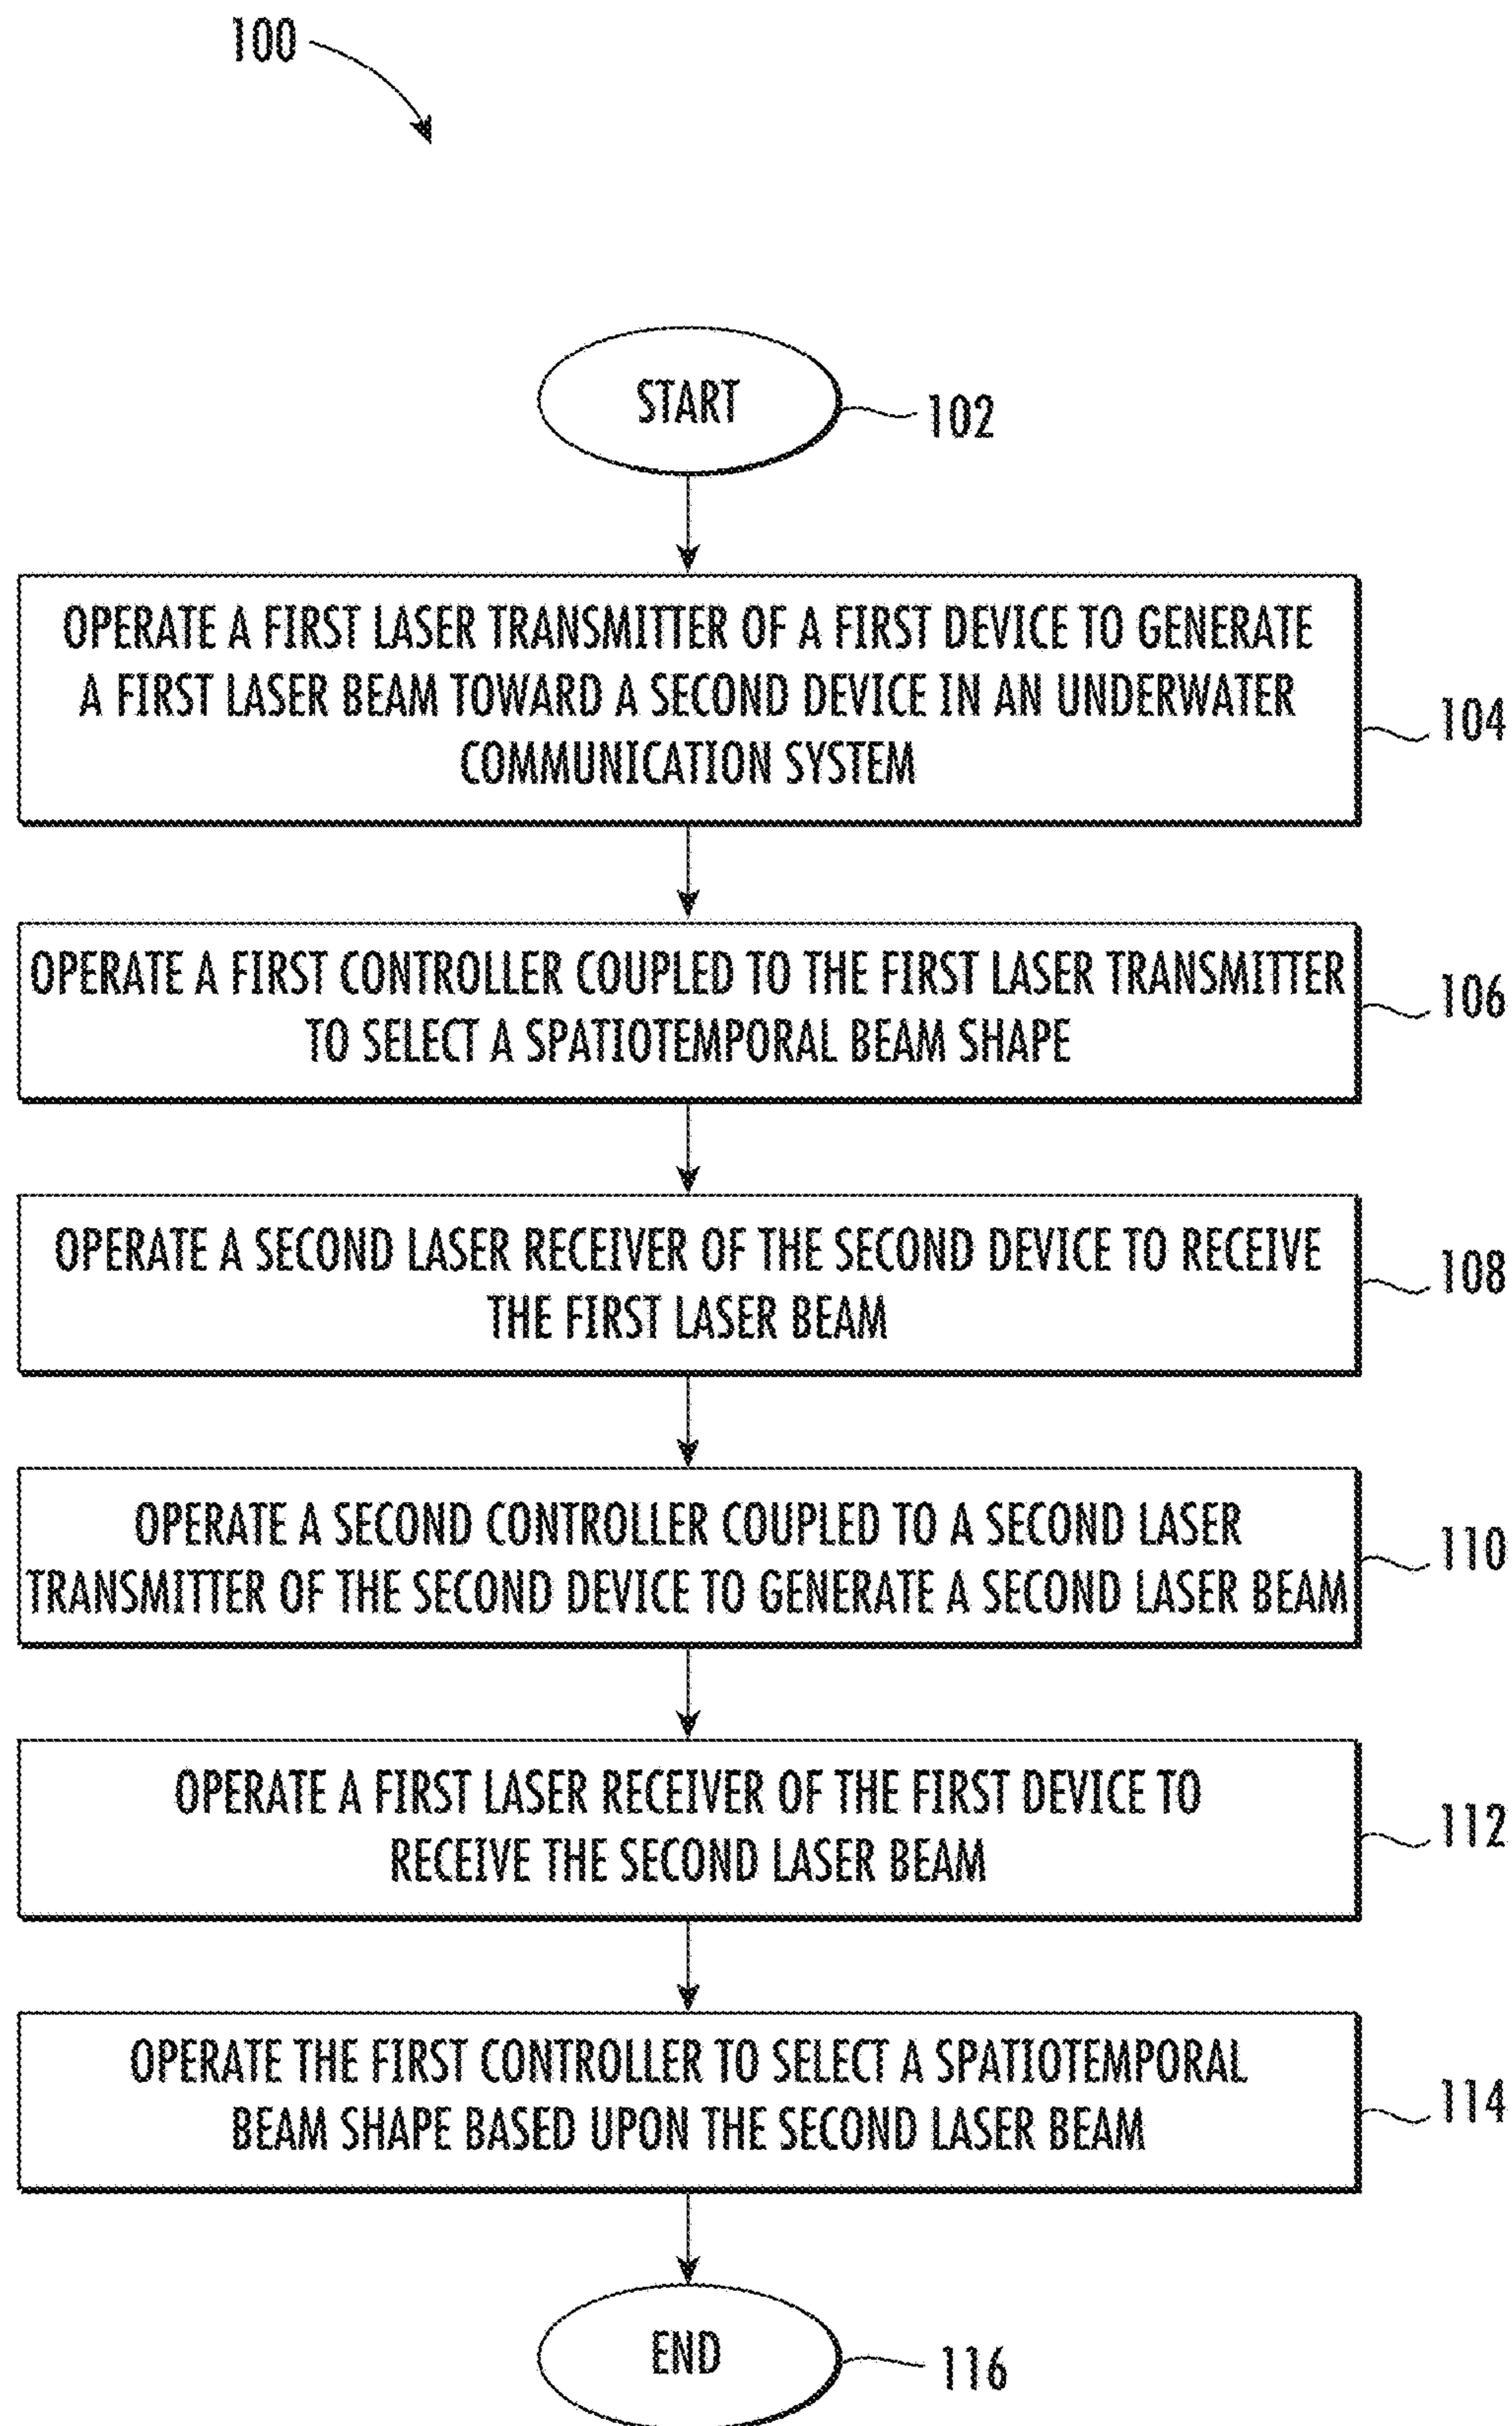 100
START
102
OPERATE A FIRST LASER TRANSMITTER OF A FIRST DEVICE TO GENERATE
A FIRST LASER BEAM TOWARD A SECOND DEVICE IN AN UNDERWATER
COMMUNICATION SYSTEM
104
OPERATE A FIRST CONTROLLER COUPLED TO THE FIRST LASER TRANSMITTER
TO SELECT A SPATIOTEMPORAL BEAM SHAPE
106
OPERATE A SECOND LASER RECEIVER OF THE SECOND DEVICE TO RECEIVE
THE FIRST LASER BEAM
108
OPERATE A SECOND CONTROLLER COUPLED TO A SECOND LASER
TRANSMITTER OF THE SECOND DEVICE TO GENERATE A SECOND LASER BEAM
110
OPERATE A FIRST LASER RECEIVER OF THE FIRST DEVICE TO
RECEIVE THE SECOND LASER BEAM
112
OPERATE THE FIRST CONTROLLER TO SELECT A SPATIOTEMPORAL
BEAM SHAPE BASED UPON THE SECOND LASER BEAM
114
END
116